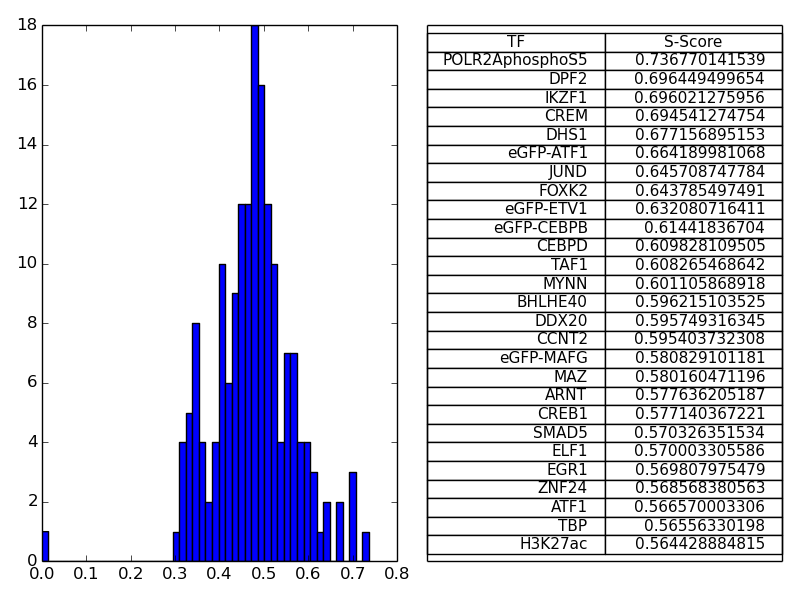 18
16
14
12
10
8
6
4
2
0
0.0 0.1 0.2 0.3 0.4 0.5 0.6 0.7 0.8
TF S-Score
POLR2AphosphoS5 0.736770141539
DPF2 0.696449499654
IKZF1 0.696021275956
CREM 0.694541274754
DHS1 0.677156895153
eGFP-ATF1 0.664189981068
JUND 0.645708747784
FOXK2 0.643785497491
eGFP-ETV1 0.632080716411
eGFP-CEBPB 0.61441836704
CEBPD 0.609828109505
TAF1 0.608265468642
MYNN 0.601105868918
BHLHE40 0.596215103525
DDX20 0.595749316345
CCNT2 0.595403732308
eGFP-MAFG 0.580829101181
MAZ 0.580160471196
ARNT 0.577636205187
CREB1 0.577140367221
SMAD5 0.570326351534
ELF1 0.570003305586
EGR1 0.569807975479
ZNF24 0.568568380563
ATF1 0.566570003306
TBP 0.56556330198
H3K27ac 0.564428884815